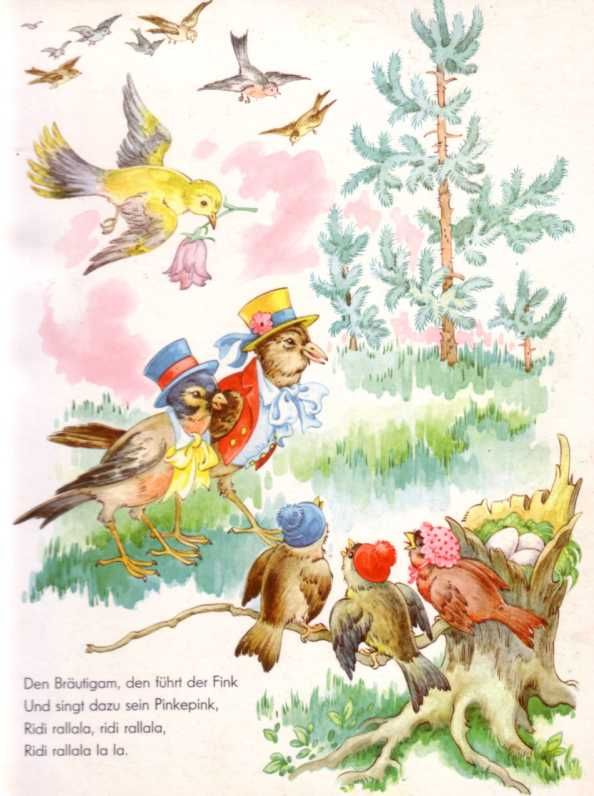 Den Bräutigam, den führt der Fink
Und singt dazu sein Pinkepink,
Ridi rallala, ridi rallala,
Ridi rallala la la.